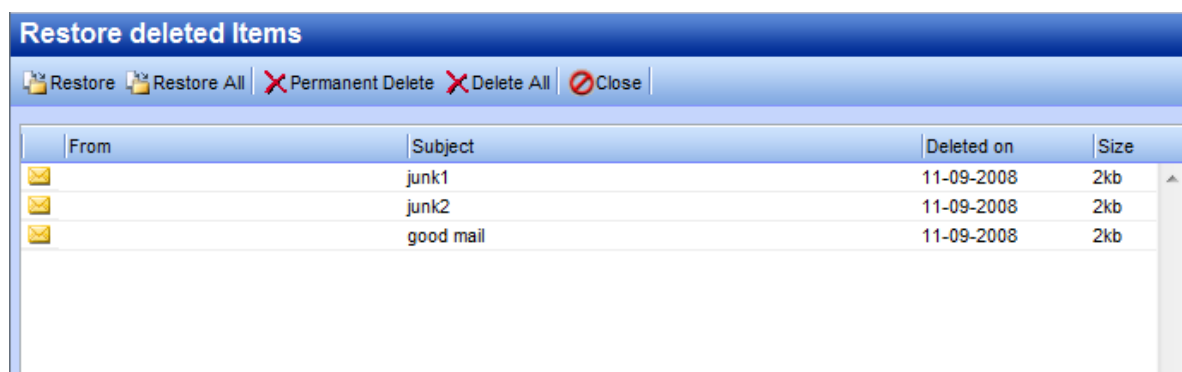 Restore deleted Items
Restore Restore All Permanent Delete Delete All Close
From Subject Deleted on Size
junk1 11-09-2008 2kb
junk2 11-09-2008 2kb
good mail 11-09-2008 2kb